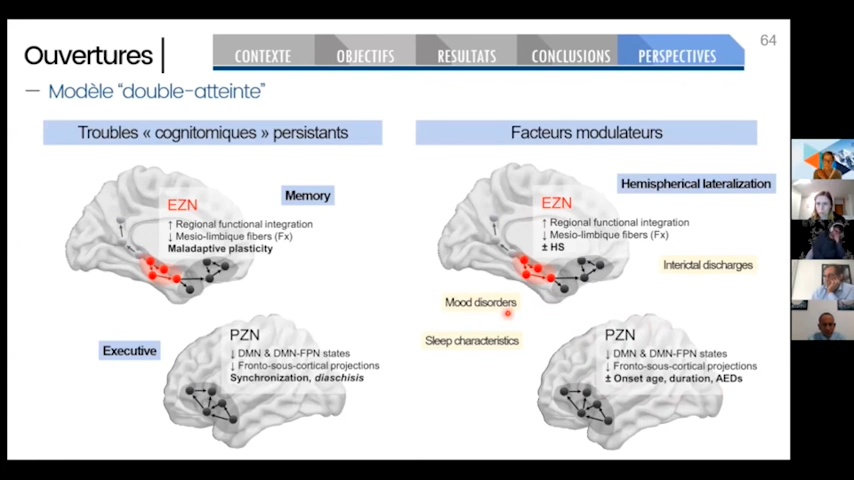 Ouvertures
CONTEXTE
OBJECTIFS
RESULTATS
CONCLUSIONS
PERSPECTIVES
64
— Modèle "double-atteinte"
Troubles « cognitomiques » persistants
Memory
EZN
↑ Regional functional integration
↓ Mesio-limbique fibers (Fx)
Maladaptive plasticity
Executive
PZN
↓ DMN & DMN-FPN states
↓ Fronto-sous-cortical projections
Synchronization, diaschisis
Facteurs modulateurs
Hemispherical lateralization
EZN
↑ Regional functional integration
↓ Mesio-limbique fibers (Fx)
± HS
Interictal discharges
Mood disorders
Sleep characteristics
PZN
↓ DMN & DMN-FPN states
↓ Fronto-sous-cortical projections
± Onset age, duration, AEDs